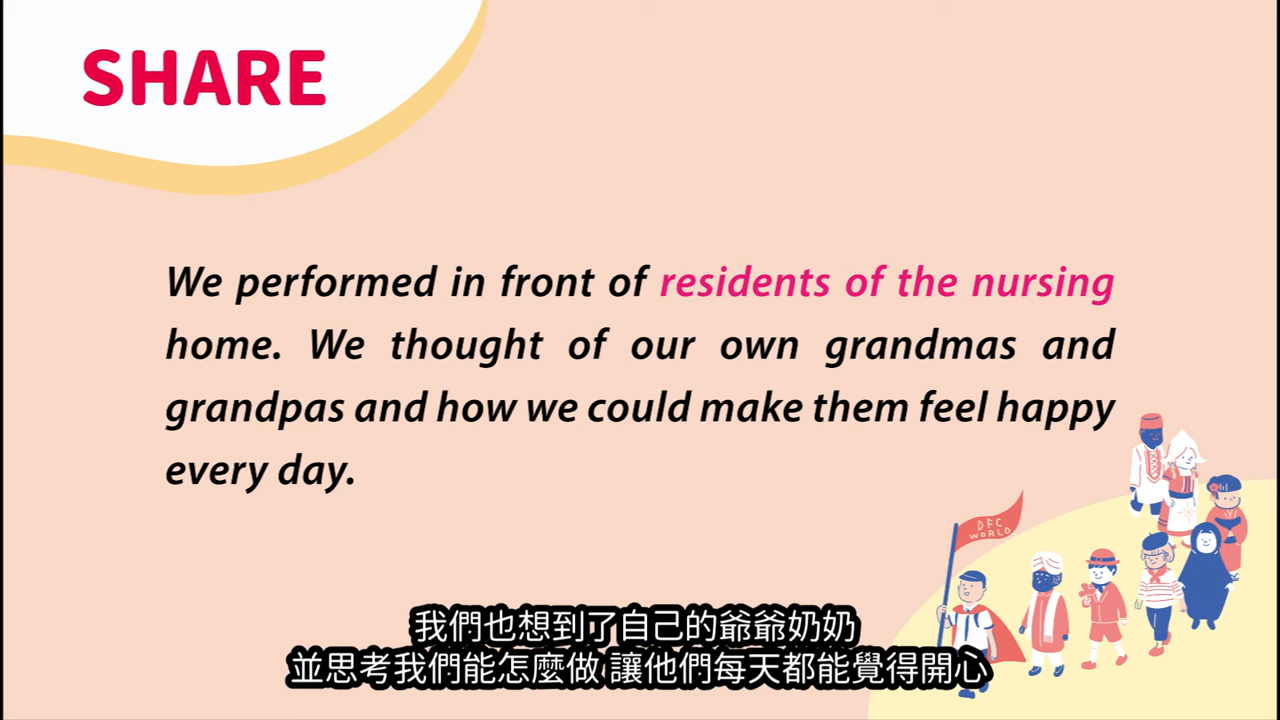 SHARE
We performed in front of residents of the nursing
home. We thought of our own grandmas and
grandpas and how we could make them feel happy
every day.
DFC
WORLD
我們也想到了自己的爺爺奶奶
並思考我們能怎麼做 讓他們每天都能覺得開心